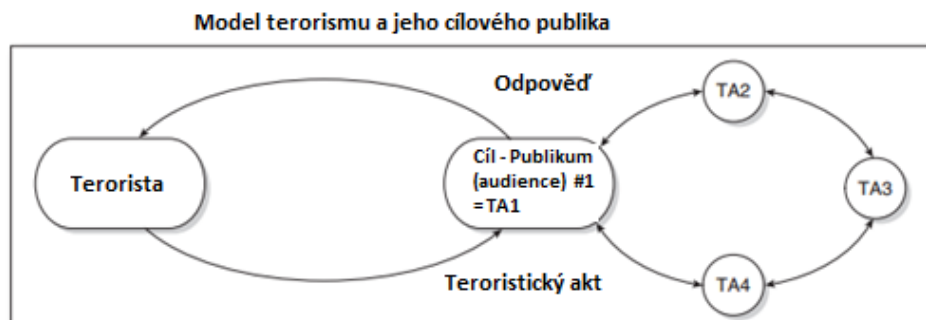 Model terorismu a jeho cílového publika
Odpověď
TA2
Terorista
Cíl - Publikum
(audience) #1
=TA1
TA3
Teroristický akt
TA4